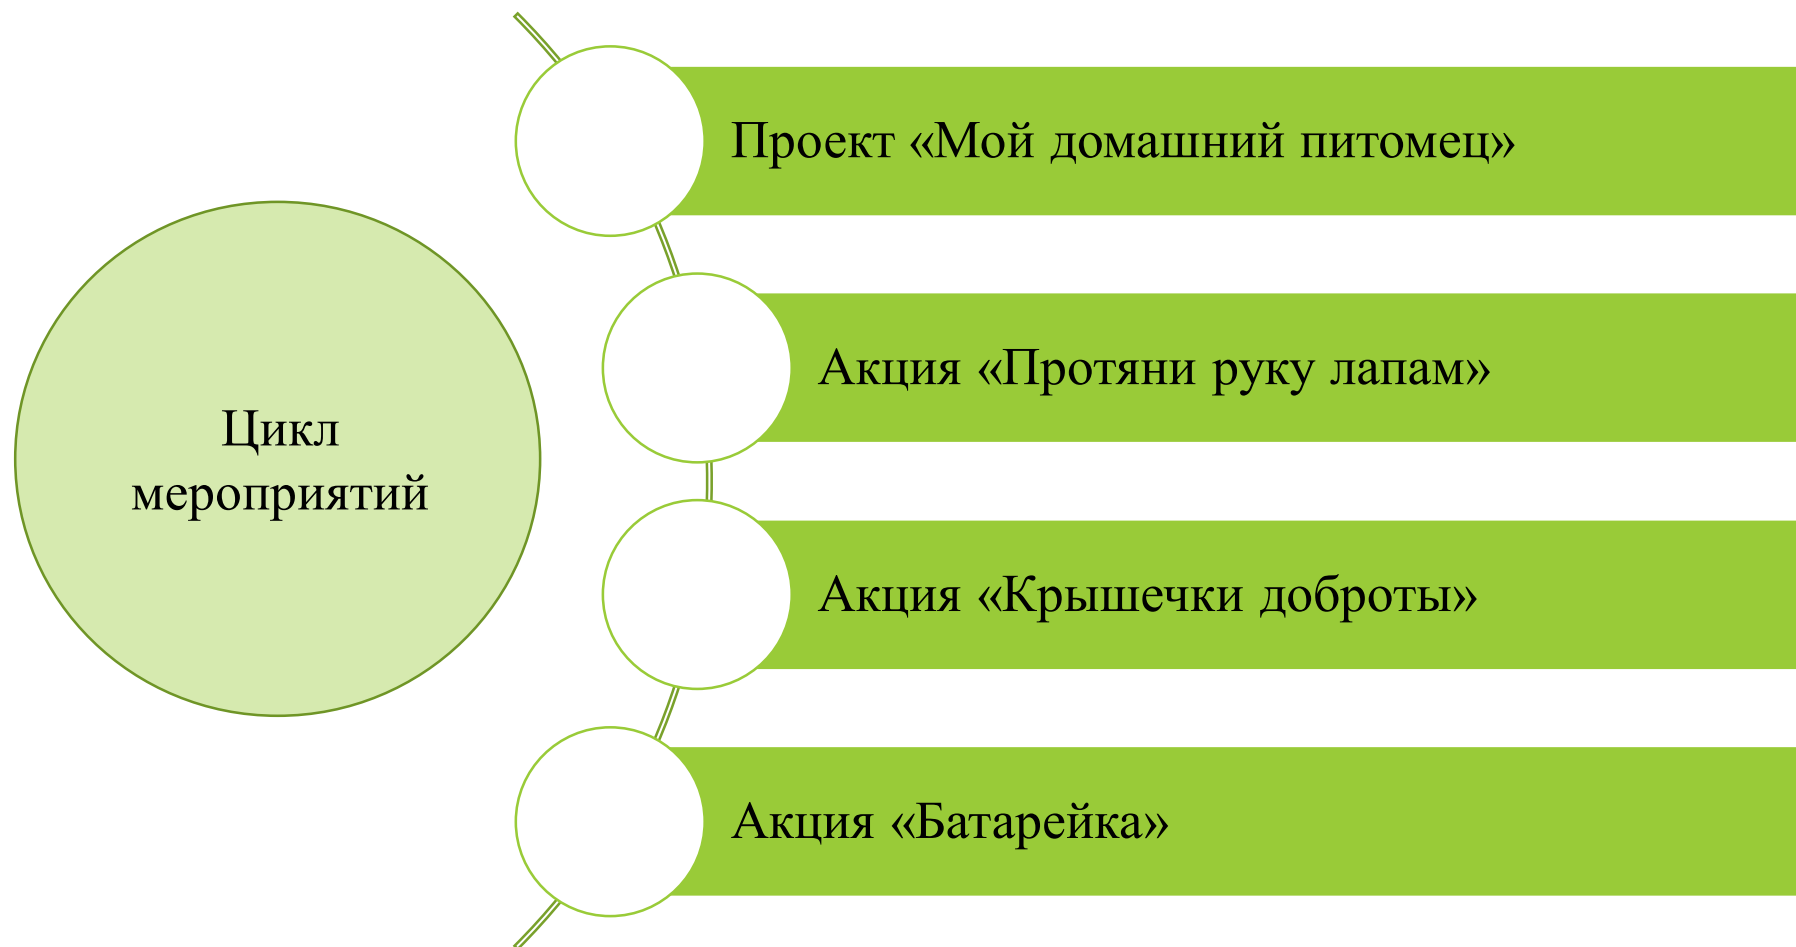 Цикл
мероприятий
Проект «Мой домашний питомец»
Акция «Протяни руку лапам»
Акция «Крышечки доброты»
Акция «Батарейка»